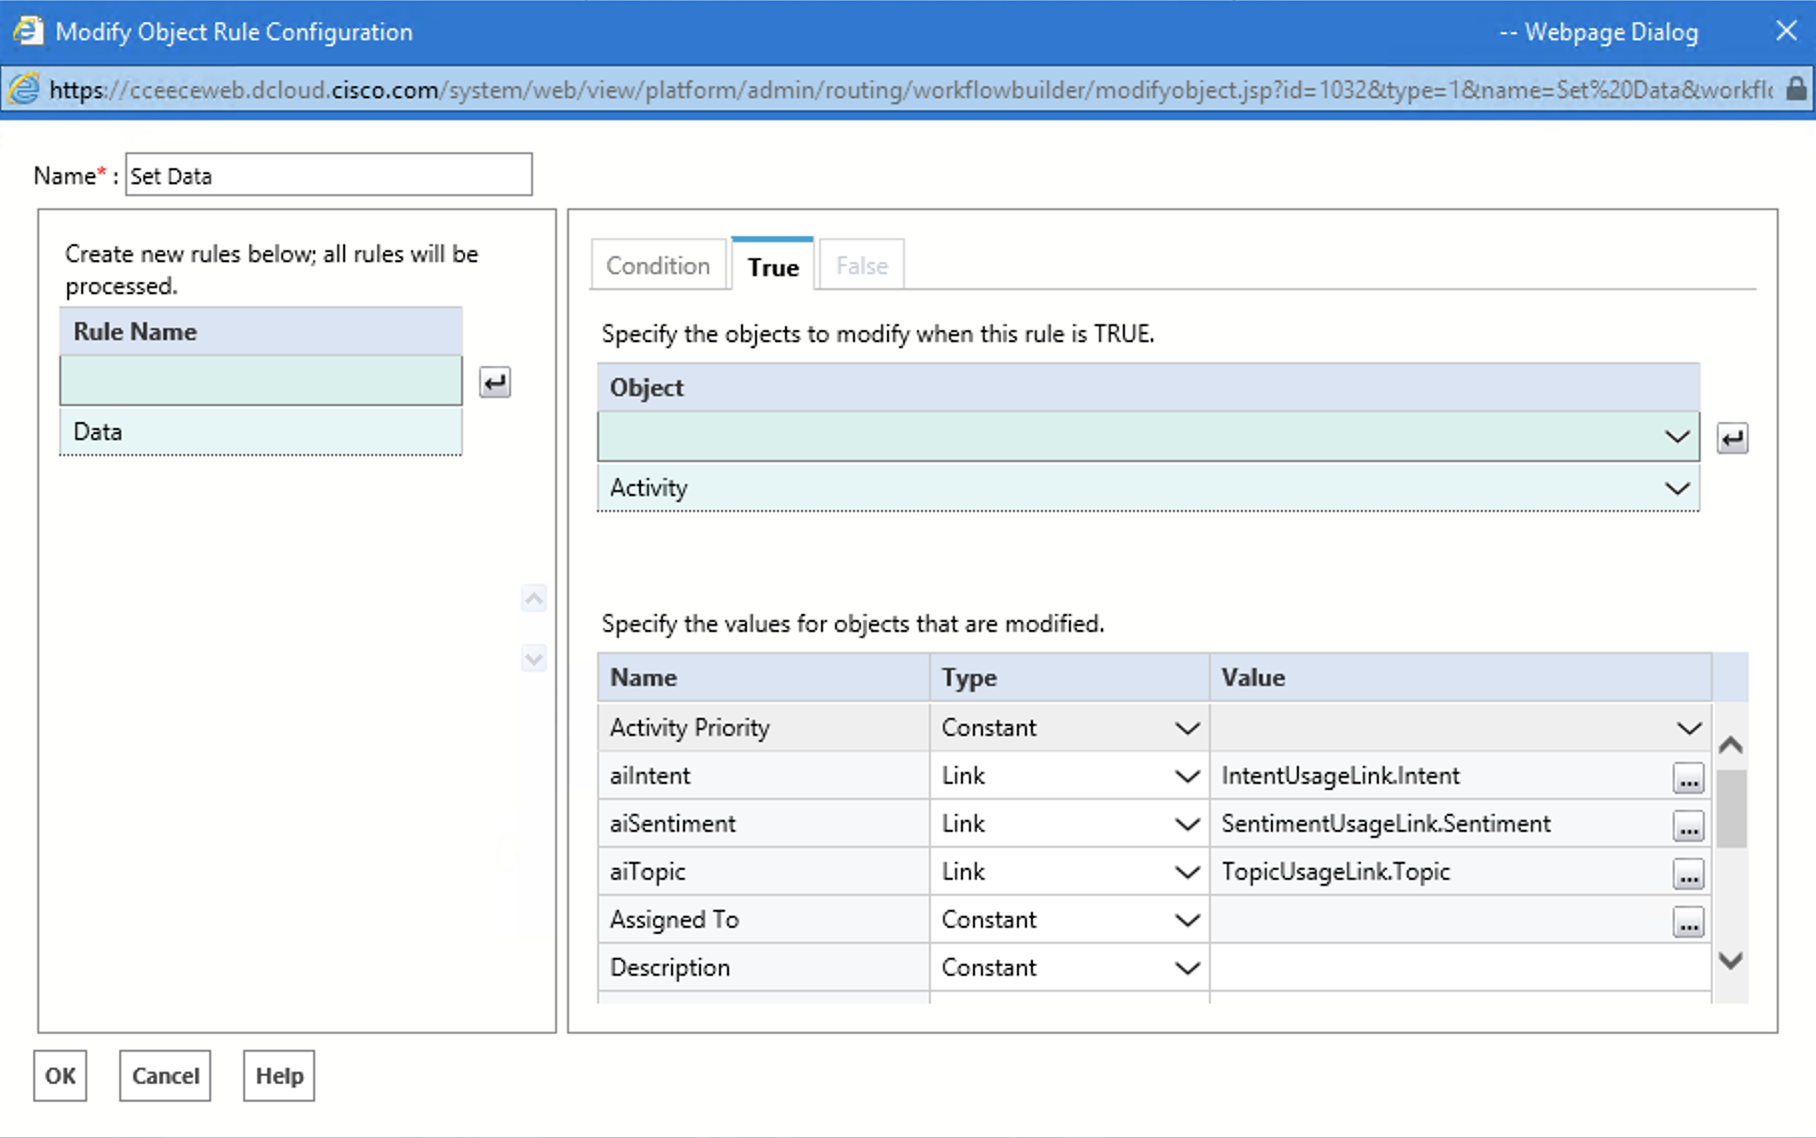 Modify Object Rule Configuration -- Webpage Dialog
https://cceeceweb.dcloud.cisco.com/system/web/view/platform/admin/routing/workflowbuilder/modifyobject.jsp?id=1032&type=1&name=Set%20Data&workflo
Name* : Set Data
Create new rules below; all rules will be
processed.
Rule Name
Data
Condition True False
Specify the objects to modify when this rule is TRUE.
Object
Activity
Specify the values for objects that are modified.
Name Type Value
Activity Priority Constant
aiIntent Link IntentUsageLink.Intent ...
aiSentiment Link SentimentUsageLink.Sentiment ...
aiTopic Link TopicUsageLink.Topic ...
Assigned To Constant ...
Description Constant
OK Cancel Help